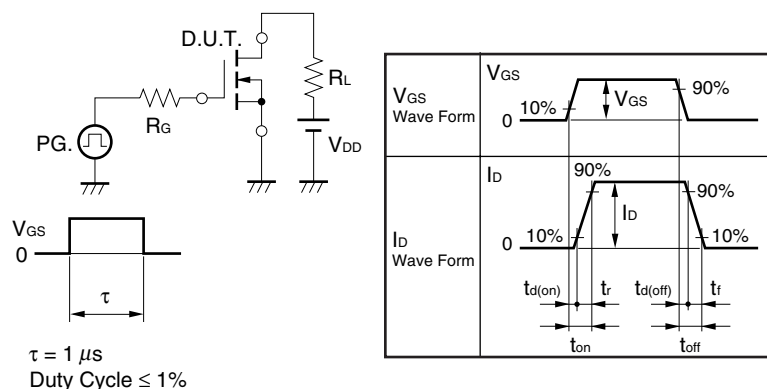 D.U.T.
RL
RG
PG.
VDD
VGS
0
τ
τ = 1 μs
Duty Cycle ≤ 1%
VGS
Wave Form
VGS
10%
0
VGS
90%
ID
Wave Form
ID
90%
90%
10%
0
ID
10%
td(on)
tr
td(off)
tf
ton
toff